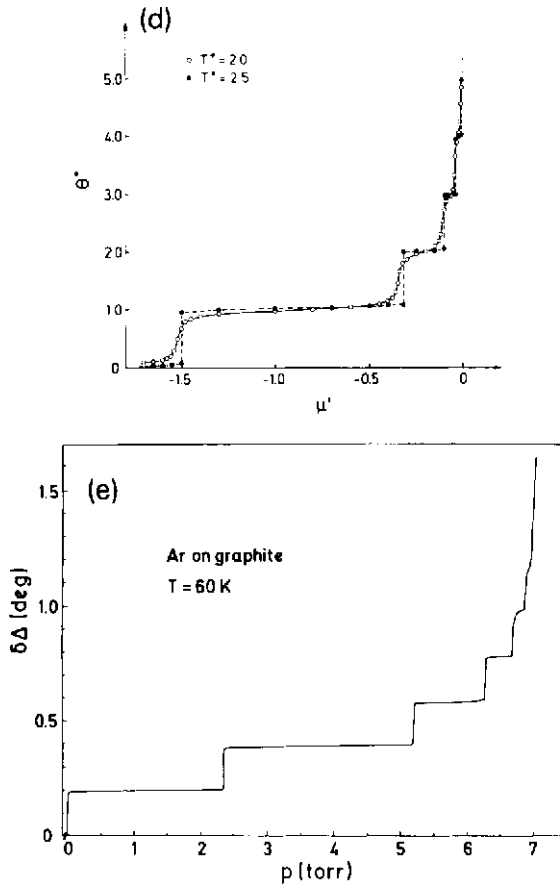 (d)
T* = 2.0
T* = 2.5
5.0
4.0
3.0
2.0
1.0
0
θ*
-1.5
-1.0
-0.5
0
μ'
(e)
Ar on graphite
T = 60 K
1.5
1.0
0.5
0
δΔ (deg)
0 1 2 3 4 5 6 7
p (torr)